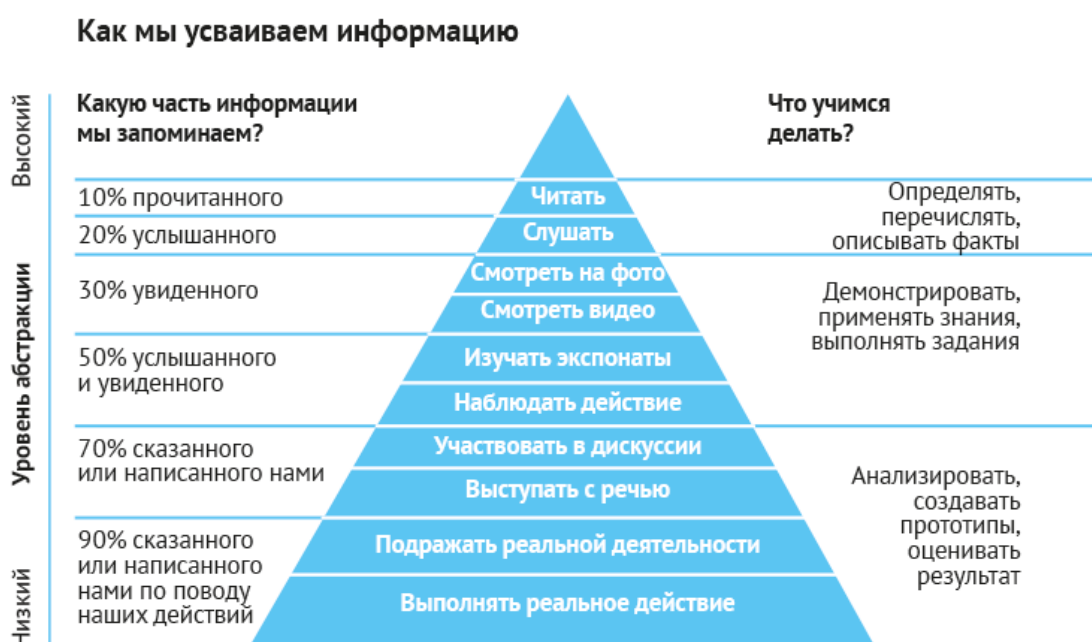 Как мы усваиваем информацию
Какую часть информации
мы запоминаем?
Что учимся
делать?
Высокий
Уровень абстракции
Низкий
10% прочитанного
20% услышанного
30% увиденного
50% услышанного
и увиденного
70% сказанного
или написанного нами
90% сказанного
или написанного
нами по поводу
наших действий
Читать
Слушать
Смотреть на фото
Смотреть видео
Изучать экспонаты
Наблюдать действие
Участвовать в дискуссии
Выступать с речью
Подражать реальной деятельности
Выполнять реальное действие
Определять,
перечислять,
описывать факты
Демонстрировать,
применять знания,
выполнять задания
Анализировать,
создавать
прототипы,
оценивать
результат